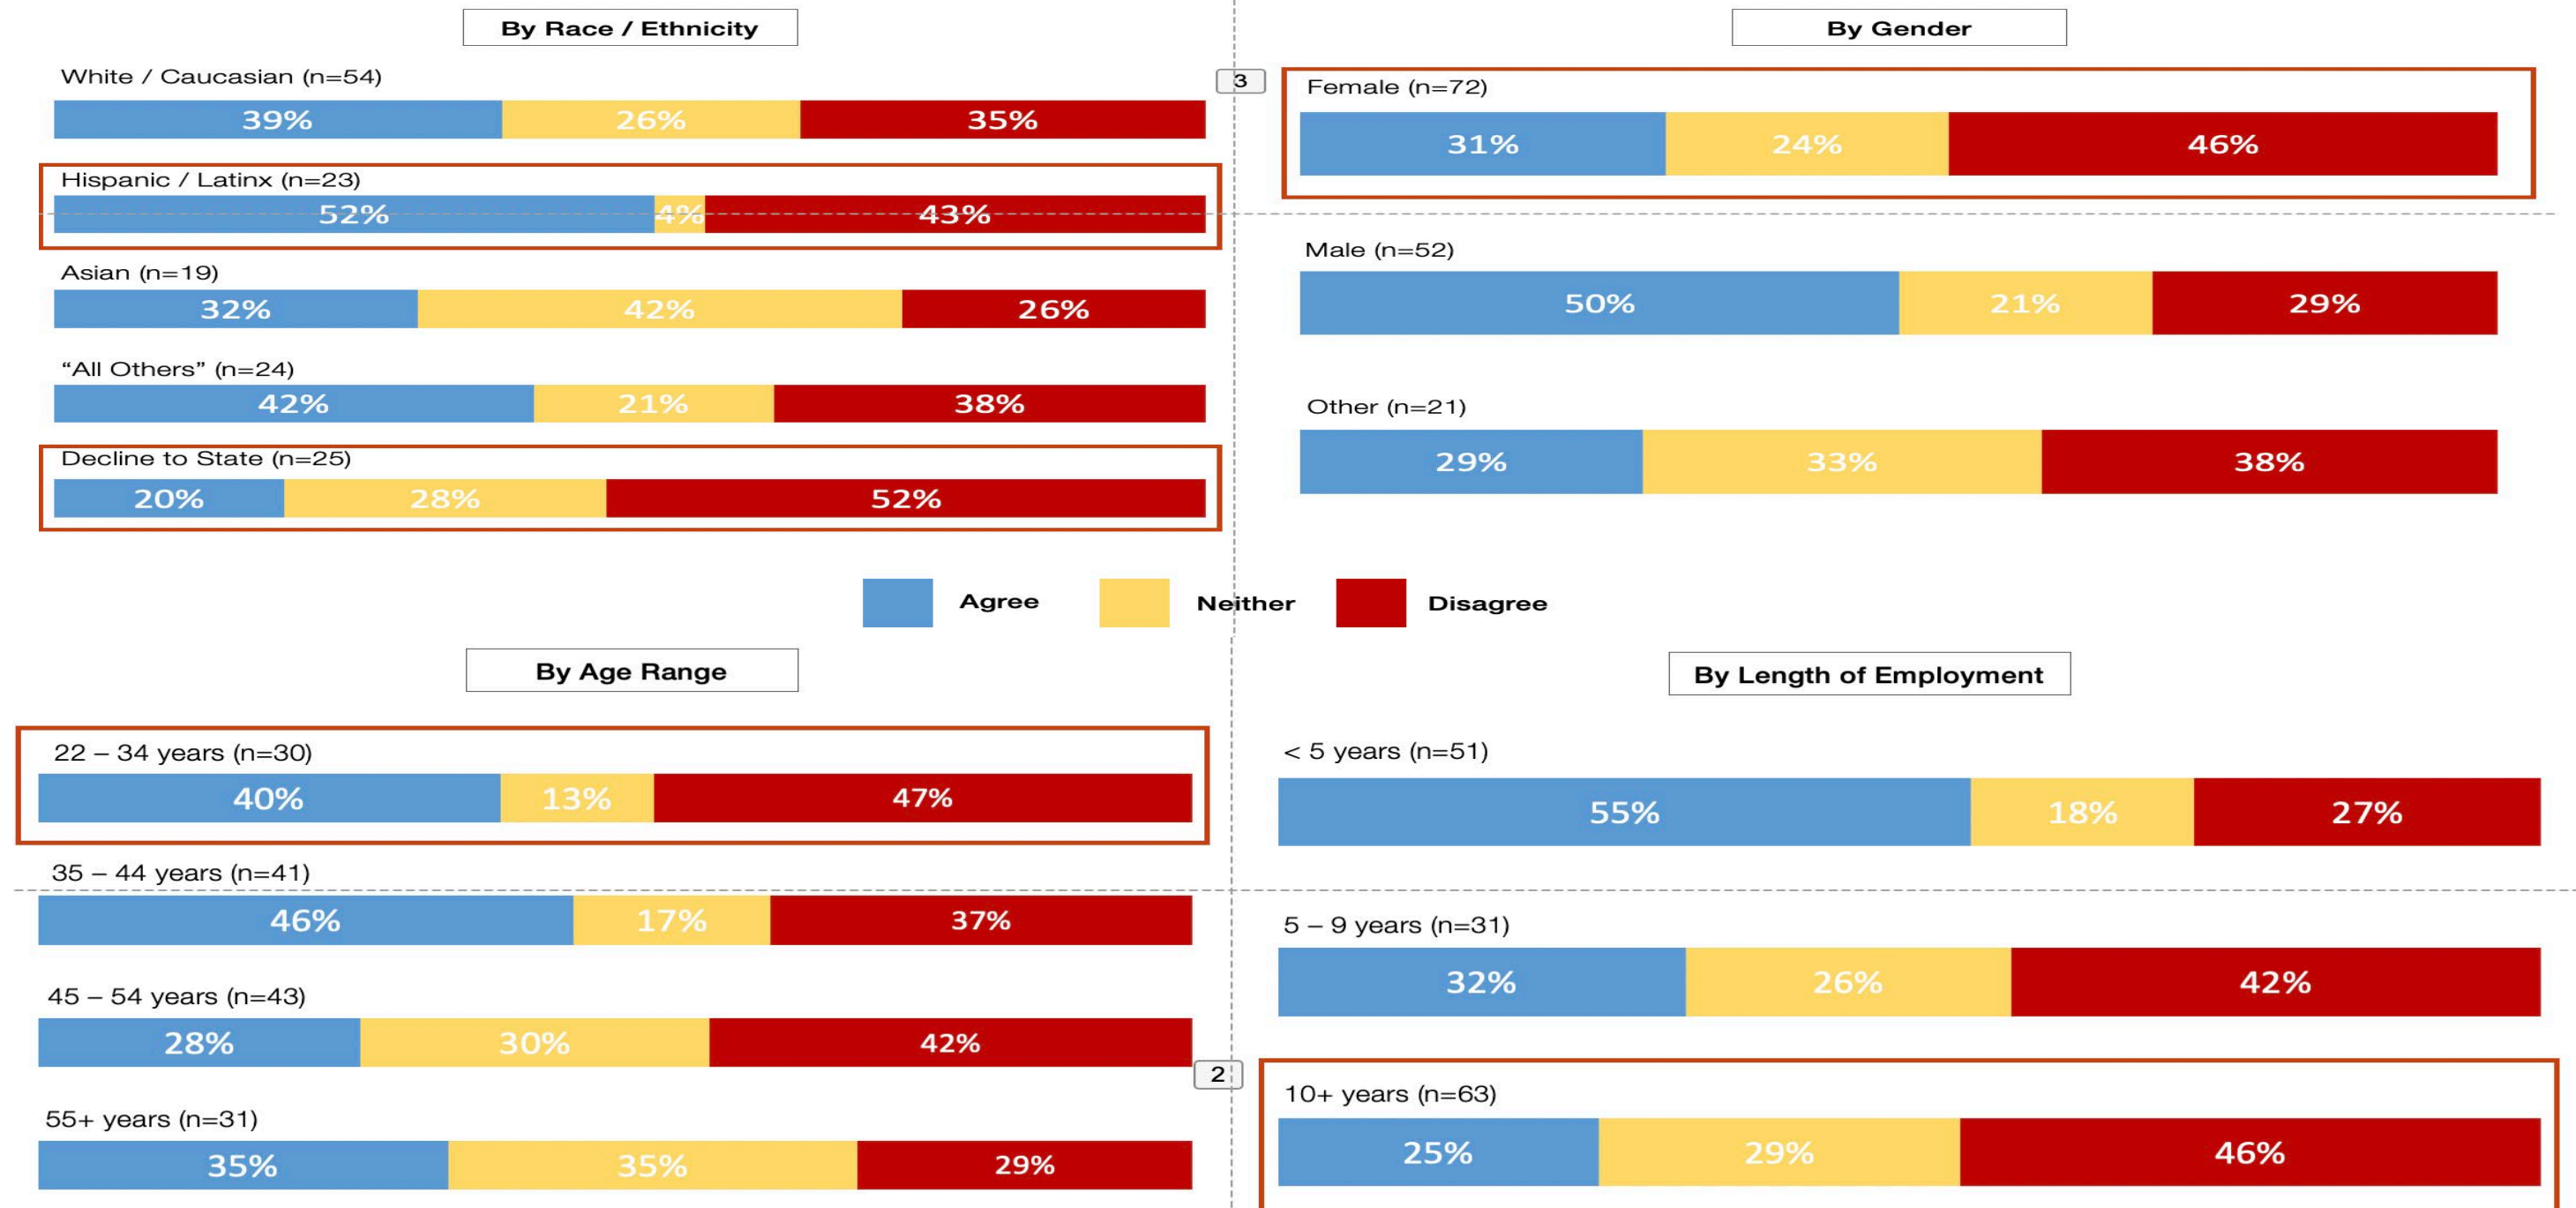 By Race / Ethnicity
White / Caucasian (n=54)
39% 26% 35%
Hispanic / Latinx (n=23)
52% 4% 43%
Asian (n=19)
32% 42% 26%
“All Others” (n=24)
42% 21% 38%
Decline to State (n=25)
20% 28% 52%
By Gender
3
Female (n=72)
31% 24% 46%
Male (n=52)
50% 21% 29%
Other (n=21)
29% 33% 38%
Agree Neither Disagree
By Age Range
22 – 34 years (n=30)
40% 13% 47%
35 – 44 years (n=41)
46% 17% 37%
45 – 54 years (n=43)
28% 30% 42%
55+ years (n=31)
35% 35% 29%
By Length of Employment
< 5 years (n=51)
55% 18% 27%
5 – 9 years (n=31)
32% 26% 42%
2
10+ years (n=63)
25% 29% 46%